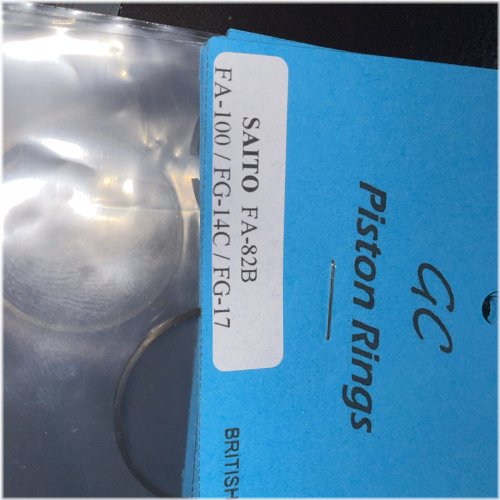 GC
Piston Rings
SAITO FA-82B
FA-100 / FG-14C / FG-17
BRITISH